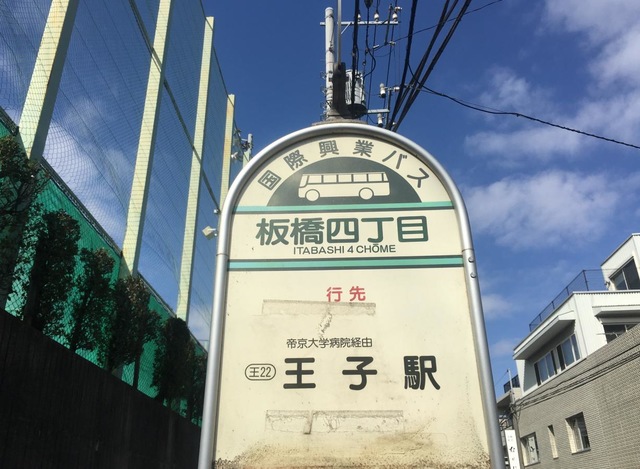 国際興業バス
板橋四丁目
ITABASHI 4 CHŌME
行先
帝京大学病院経由
王22 王子駅